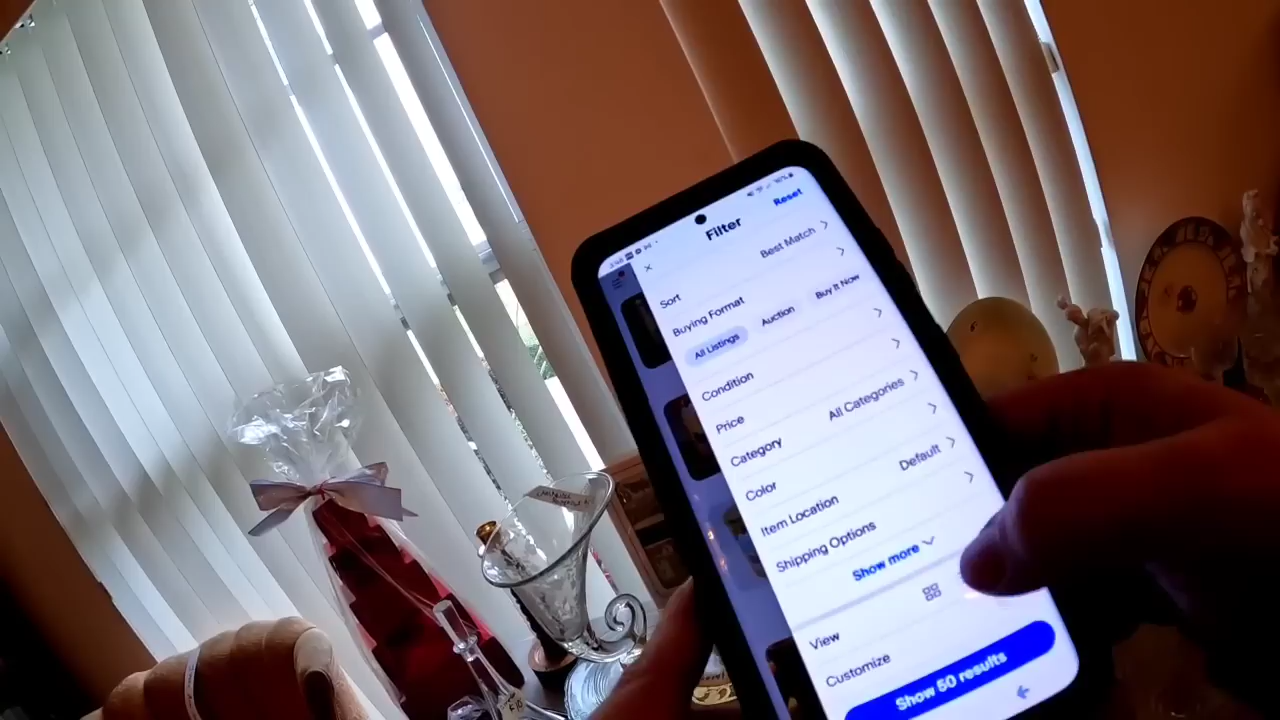 Reset
Filter
Sort Best Match
Buying Format
All Listings Auction Buy It Now
Condition
Price
Category All Categories
Color
Item Location Default
Shipping Options
Show more
View
Customize
Show 50 results